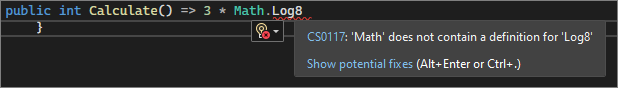 public int Calculate() => 3 * Math.Log8
}
CS0117: 'Math' does not contain a definition for 'Log8'
Show potential fixes (Alt+Enter or Ctrl+.)